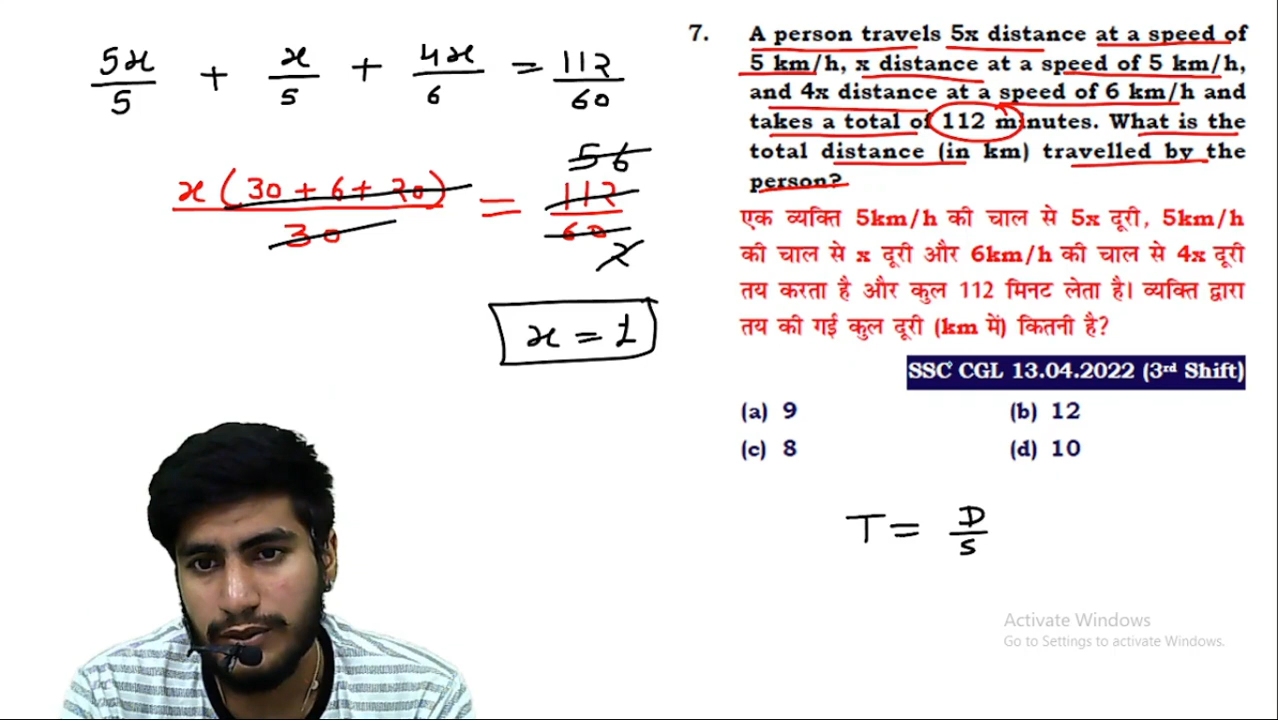 5x/5 + x/5 + 4x/6 = 112/60
x(30 + 6 + 20)/30 = 112/60
56
2
x = 1
7. A person travels 5x distance at a speed of
5 km/h, x distance at a speed of 5 km/h,
and 4x distance at a speed of 6 km/h and
takes a total of 112 minutes. What is the
total distance (in km) travelled by the
person?
एक व्यक्ति 5km/h की चाल से 5x दूरी, 5km/h
की चाल से x दूरी और 6km/h की चाल से 4x दूरी
तय करता है और कुल 112 मिनट लेता है। व्यक्ति द्वारा
तय की गई कुल दूरी (km में) कितनी है?
SSC CGL 13.04.2022 (3rd Shift)
(a) 9 (b) 12
(c) 8 (d) 10
T = D/S
Activate Windows
Go to Settings to activate Windows.